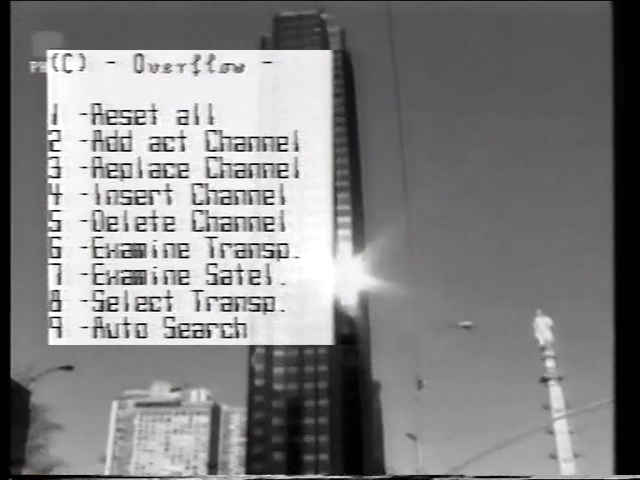 (C) - Overflow -
1 -Reset all
2 -Add act Channel
3 -Replace Channel
4 -Insert Channel
5 -Delete Channel
6 -Examine Transp.
7 -Examine Satel.
8 -Select Transp.
9 -Auto Search